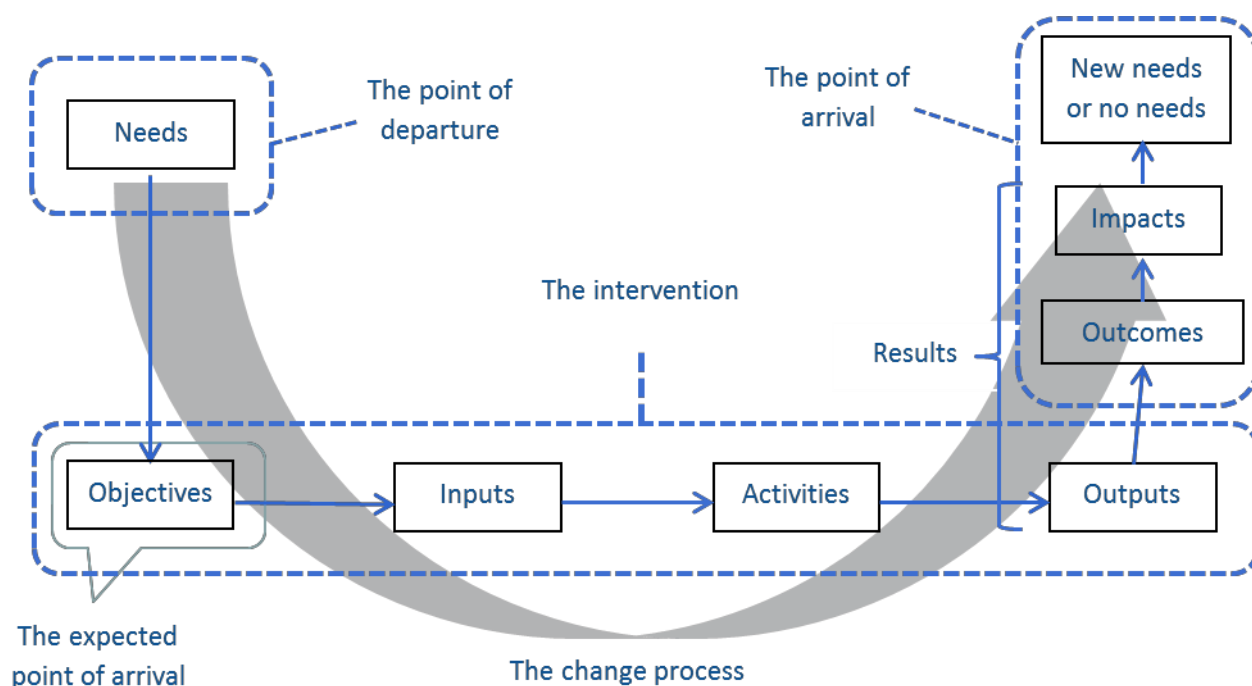 Needs
The point of
departure
The point of
arrival
New needs
or no needs
Impacts
The intervention
Outcomes
Results
Objectives
Inputs
Activities
Outputs
The expected
point of arrival
The change process